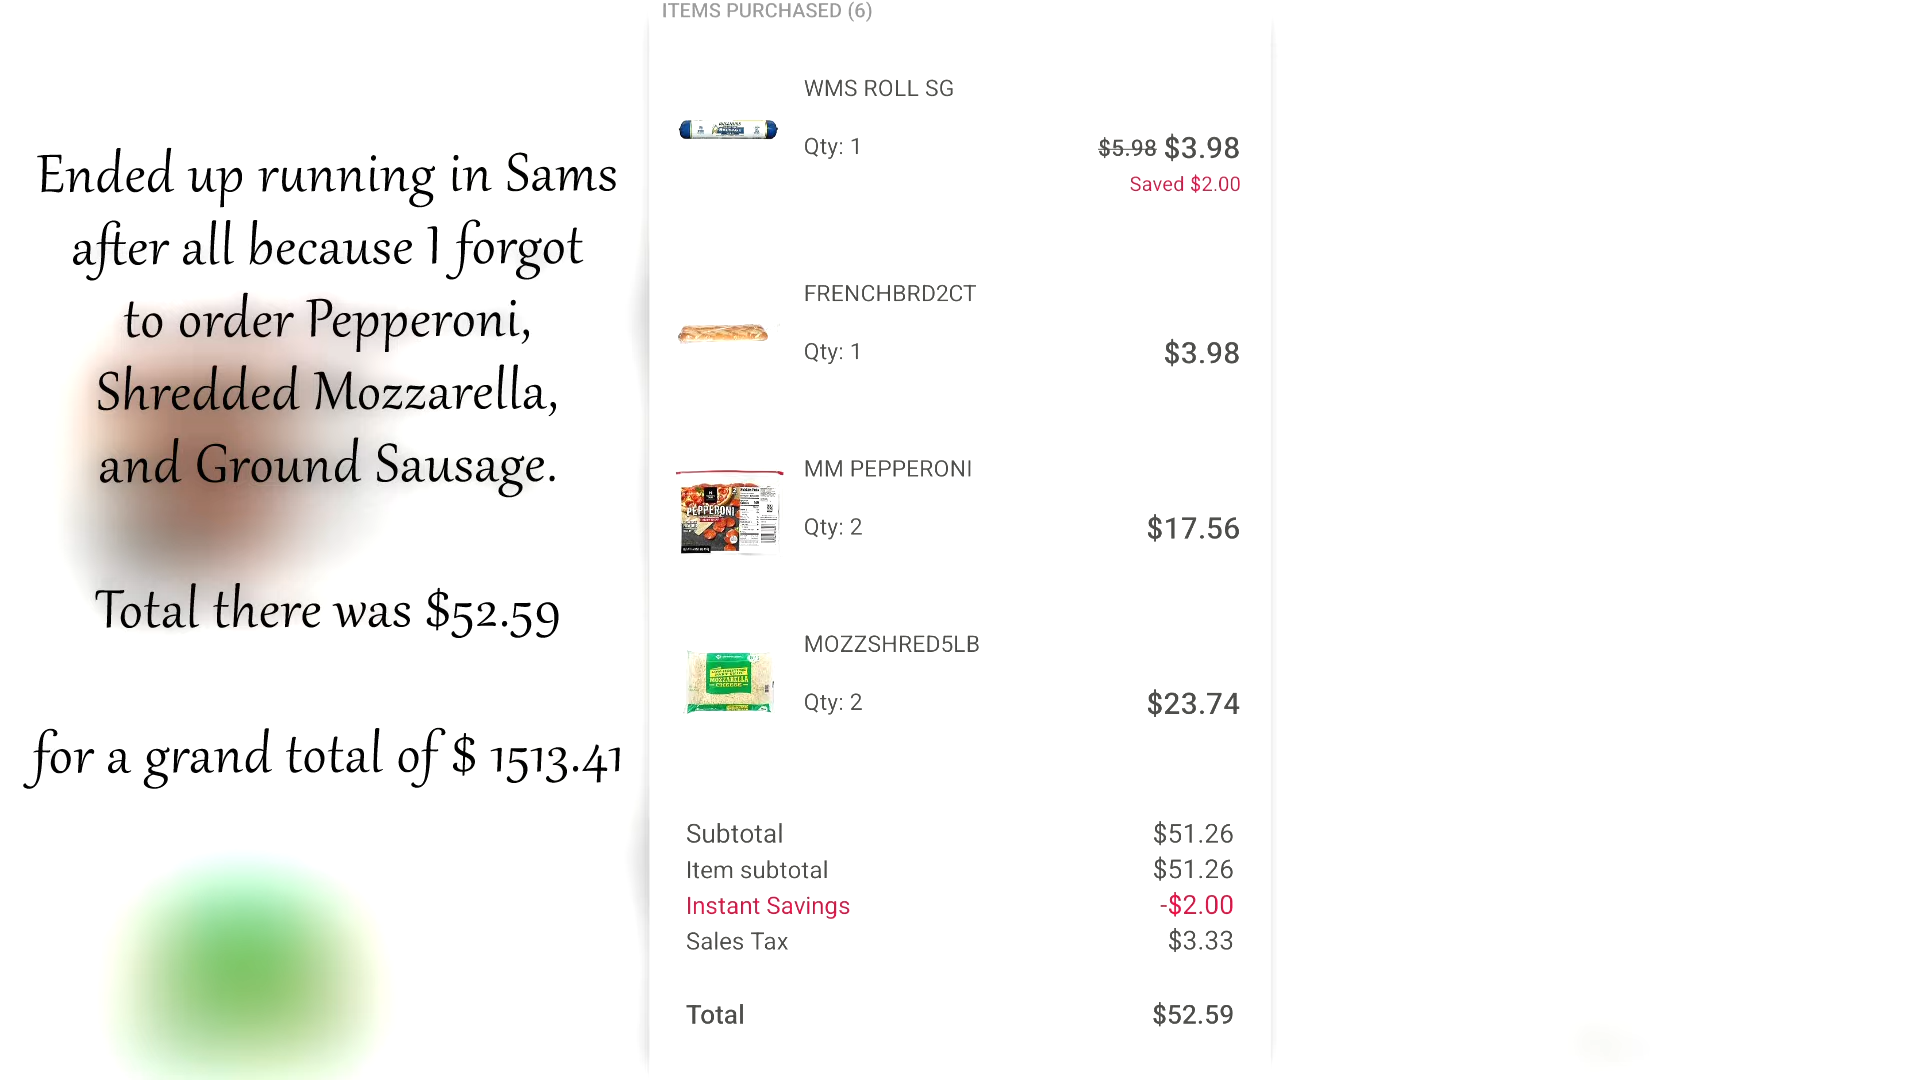 ITEMS PURCHASED (6)
Ended up running in Sams
after all because I forgot
to order Pepperoni,
Shredded Mozzarella,
and Ground Sausage.
Total there was $52.59
for a grand total of $ 1513.41
WMS ROLL SG
Qty: 1
$5.98 $3.98
Saved $2.00
FRENCHBRD2CT
Qty: 1
$3.98
MM PEPPERONI
Qty: 2
$17.56
PEPPERONI
MOZZSHRED5LB
Qty: 2
$23.74
MOZZARELLA
CHEESE
Subtotal $51.26
Item subtotal $51.26
Instant Savings -$2.00
Sales Tax $3.33
Total $52.59